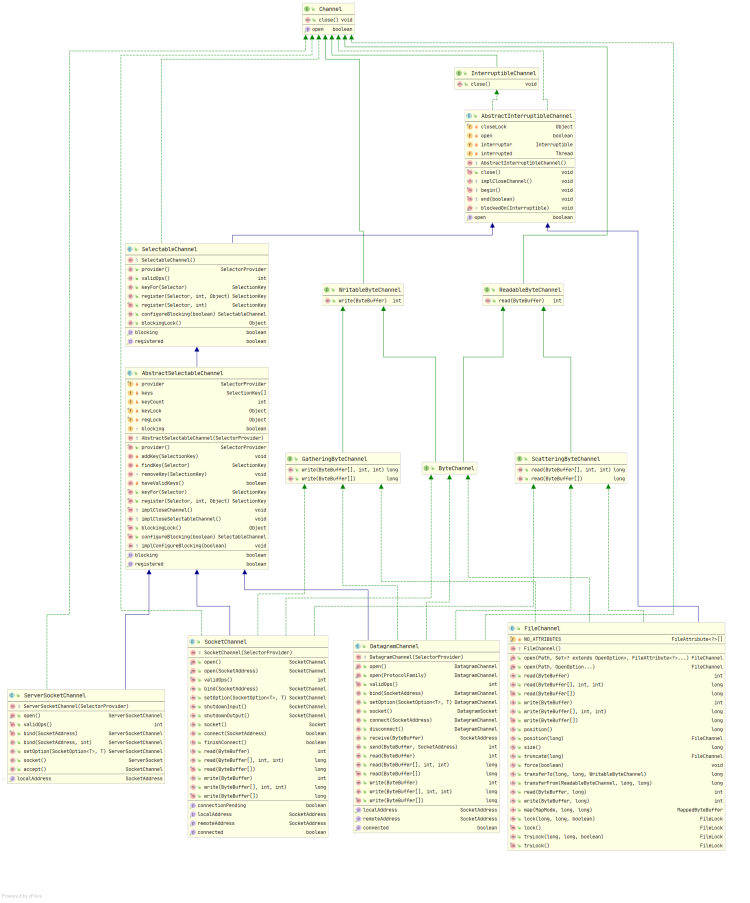 Channel
close() void
open boolean
InterruptibleChannel
close() void
AbstractInterruptibleChannel
closeLock Object
open boolean
interruptor Interruptible
interrupted Thread
AbstractInterruptibleChannel()
close() void
implCloseChannel() void
begin() void
end(boolean) void
blockedOn(Interruptible) void
open boolean
SelectableChannel
SelectableChannel()
provider() SelectorProvider
validOps() int
keyFor(Selector) SelectionKey
register(Selector, int, Object) SelectionKey
register(Selector, int) SelectionKey
configureBlocking(boolean) SelectableChannel
blockingLock() Object
blocking boolean
registered boolean
WritableByteChannel
write(ByteBuffer) int
ReadableByteChannel
read(ByteBuffer) int
AbstractSelectableChannel
provider SelectorProvider
keys SelectionKey[]
keyCount int
keyLock Object
regLock Object
blocking boolean
AbstractSelectableChannel(SelectorProvider)
provider() SelectorProvider
addKey(SelectionKey) void
findKey(Selector) SelectionKey
removeKey(SelectionKey) void
haveValidKeys() boolean
keyFor(Selector) SelectionKey
register(Selector, int, Object) SelectionKey
implCloseChannel() void
implCloseSelectableChannel() void
blockingLock() Object
configureBlocking(boolean) SelectableChannel
implConfigureBlocking(boolean) void
blocking boolean
registered boolean
GatheringByteChannel
write(ByteBuffer[], int, int) long
write(ByteBuffer[]) long
ByteChannel
ScatteringByteChannel
read(ByteBuffer[], int, int) long
read(ByteBuffer[]) long
ServerSocketChannel
ServerSocketChannel(SelectorProvider)
open() ServerSocketChannel
validOps() int
bind(SocketAddress) ServerSocketChannel
bind(SocketAddress, int) ServerSocketChannel
setOption(SocketOption<T>, T) ServerSocketChannel
socket() ServerSocket
accept() SocketChannel
localAddress SocketAddress
SocketChannel
SocketChannel(SelectorProvider)
open() SocketChannel
open(SocketAddress) SocketChannel
validOps() int
bind(SocketAddress) SocketChannel
setOption(SocketOption<T>, T) SocketChannel
shutdownInput() SocketChannel
shutdownOutput() SocketChannel
socket() Socket
connect(SocketAddress) boolean
finishConnect() boolean
read(ByteBuffer) int
read(ByteBuffer[], int, int) long
read(ByteBuffer[]) long
write(ByteBuffer) int
write(ByteBuffer[], int, int) long
write(ByteBuffer[]) long
connectionPending boolean
localAddress SocketAddress
remoteAddress SocketAddress
connected boolean
DatagramChannel
DatagramChannel(SelectorProvider)
open() DatagramChannel
open(ProtocolFamily) DatagramChannel
validOps() int
bind(SocketAddress) DatagramChannel
setOption(SocketOption<T>, T) DatagramChannel
socket() DatagramSocket
connect(SocketAddress) DatagramChannel
disconnect() DatagramChannel
receive(ByteBuffer) SocketAddress
send(ByteBuffer, SocketAddress) int
read(ByteBuffer) int
read(ByteBuffer[], int, int) long
read(ByteBuffer[]) long
write(ByteBuffer) int
write(ByteBuffer[], int, int) long
write(ByteBuffer[]) long
localAddress SocketAddress
remoteAddress SocketAddress
connected boolean
FileChannel
NO_ATTRIBUTES FileAttribute<?>[]
FileChannel()
open(Path, Set<? extends OpenOption>, FileAttribute<?>...) FileChannel
open(Path, OpenOption...) FileChannel
read(ByteBuffer) int
read(ByteBuffer[], int, int) long
read(ByteBuffer[]) long
write(ByteBuffer) int
write(ByteBuffer[], int, int) long
write(ByteBuffer[]) long
position() long
position(long) FileChannel
size() long
truncate(long) FileChannel
force(boolean) void
transferTo(long, long, WritableByteChannel) long
transferFrom(ReadableByteChannel, long, long) long
read(ByteBuffer, long) int
write(ByteBuffer, long) int
map(MapMode, long, long) MappedByteBuffer
lock(long, long, boolean) FileLock
lock() FileLock
tryLock(long, long, boolean) FileLock
tryLock() FileLock
Powered by yFiles